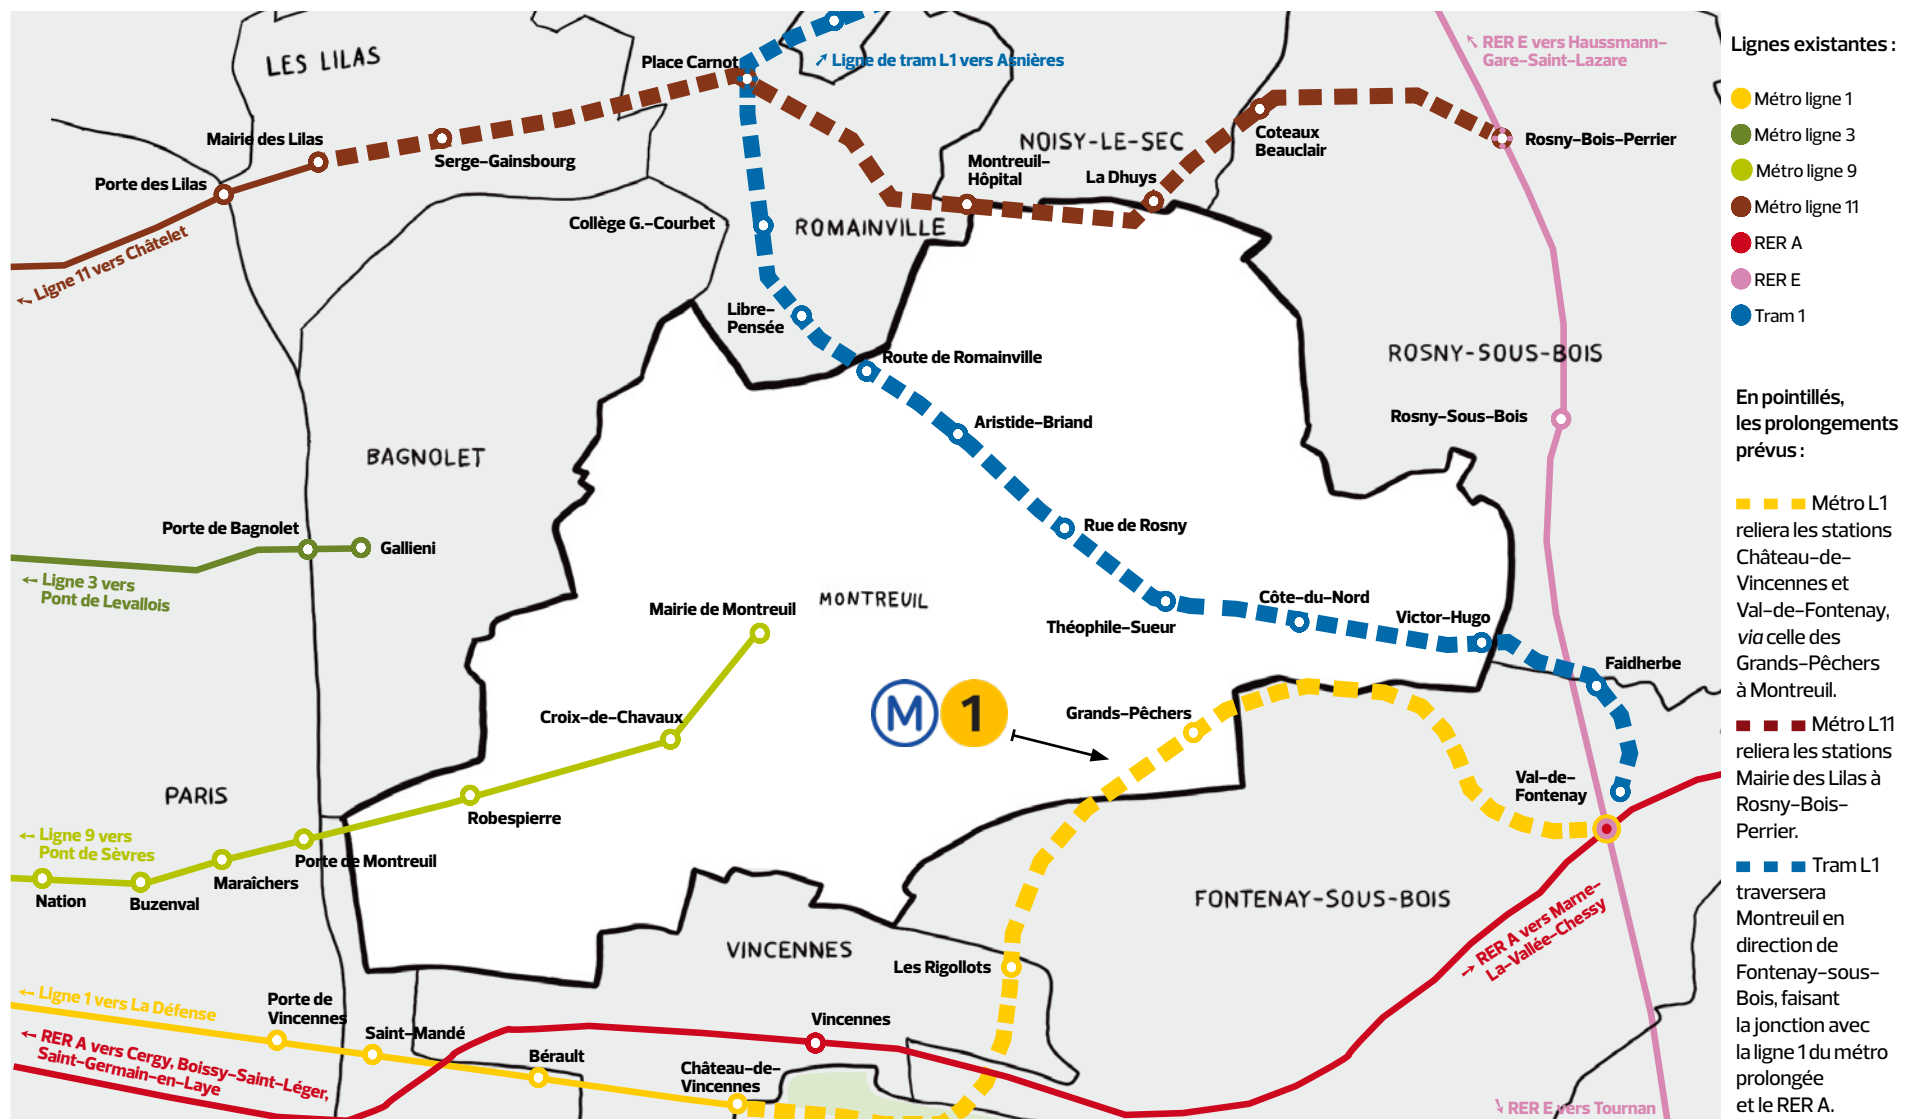 LES LILAS
Place Carnot
↗ Ligne de tram L1 vers Asnières
↖ RER E vers Haussmann-
Gare-Saint-Lazare
Mairie des Lilas
Serge-Gainsbourg
Porte des Lilas
← Ligne 11 vers Châtelet
NOISY-LE-SEC
Montreuil-
Hôpital
La Dhuys
Coteaux
Beauclair
Rosny-Bois-Perrier
Collège G.-Courbet
ROMAINVILLE
Libre-
Pensée
Route de Romainville
ROSNY-SOUS-BOIS
Aristide-Briand
Rosny-Sous-Bois
BAGNOLET
Porte de Bagnolet
Gallieni
← Ligne 3 vers
Pont de Levallois
Rue de Rosny
Mairie de Montreuil
MONTREUIL
Théophile-Sueur
Côte-du-Nord
Victor-Hugo
Faidherbe
Croix-de-Chavaux
M 1
Grands-Pêchers
Val-de-
Fontenay
PARIS
Robespierre
← Ligne 9 vers
Pont de Sèvres
Porte de Montreuil
Maraîchers
Nation
Buzenval
FONTENAY-SOUS-BOIS
VINCENNES
Les Rigollots
→ RER A vers Marne-
La-Vallée-Chessy
← Ligne 1 vers La Défense
Porte de
Vincennes
Saint-Mandé
← RER A vers Cergy, Boissy-Saint-Léger,
Saint-Germain-en-Laye
Bérault
Vincennes
Château-de-
Vincennes
↘ RER E vers Tournan
Lignes existantes :
Métro ligne 1
Métro ligne 3
Métro ligne 9
Métro ligne 11
RER A
RER E
Tram 1
En pointillés,
les prolongements
prévus :
Métro L1
reliera les stations
Château-de-
Vincennes et
Val-de-Fontenay,
via celle des
Grands-Pêchers
à Montreuil.
Métro L11
reliera les stations
Mairie des Lilas à
Rosny-Bois-
Perrier.
Tram L1
traversera
Montreuil en
direction de
Fontenay-sous-
Bois, faisant
la jonction avec
la ligne 1 du métro
prolongée
et le RER A.